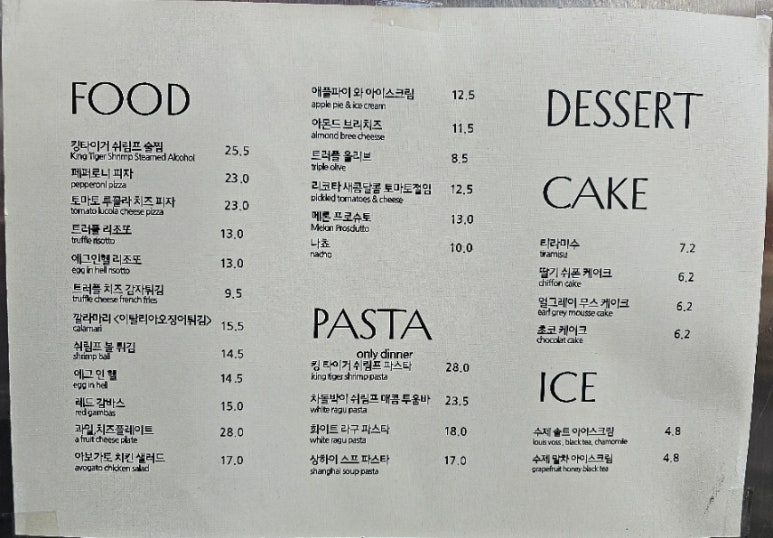 FOOD
킹타이거 쉬림프 술찜 25.5
King Tiger Shrimp Steamed Alcohol
페퍼로니 피자 23.0
pepperoni pizza
토마토 루꼴라 치즈 피자 23.0
tomato lucola cheese pizza
트러플 리조또 13.0
truffle risotto
에그인헬 리조또 13.0
egg in hell risotto
트러플 치즈 감자튀김 9.5
truffle cheese french fries
깔라마리 <이탈리아오징어튀김> 15.5
calamari
쉬림프 볼 튀김 14.5
shrimp ball
에그 인 헬 14.5
egg in hell
레드 감바스 15.0
red gambas
과일,치즈플레이트 28.0
a fruit cheese plate
아보가토 치킨 샐러드 17.0
avogato chicken salad
애플파이 와 아이스크림 12.5
apple pie & ice cream
아몬드 브리치즈 11.5
almond bree cheesse
트러플 올리브 8.5
triple olive
리코타 새콤달콤 토마토절임 12.5
pickled tomatoes & cheese
메론 프로슈토 13.0
Melon Prosciutto
나쵸 10.0
nacho
PASTA
only dinner
킹 타이거 쉬림프 파스타 28.0
king tiger shrimp pasta
차돌박이 쉬림프 매콤 투움바 23.5
white ragu pasta
화이트 라구 파스타 18.0
white ragu pasta
상하이 스프 파스타 17.0
shanghai soup pasta
DESSERT
CAKE
티라미수 7.2
tiramisu
딸기 쉬폰 케이크 6.2
chiffon cake
얼그레이 무스 케이크 6.2
earl grey mousse cake
초코 케이크 6.2
chocolat cake
ICE
수제 솔트 아이스크림 4.8
louis voss, black tea, chamomile
수제 말차 아이스크림 4.8
grapefruit honey black tea